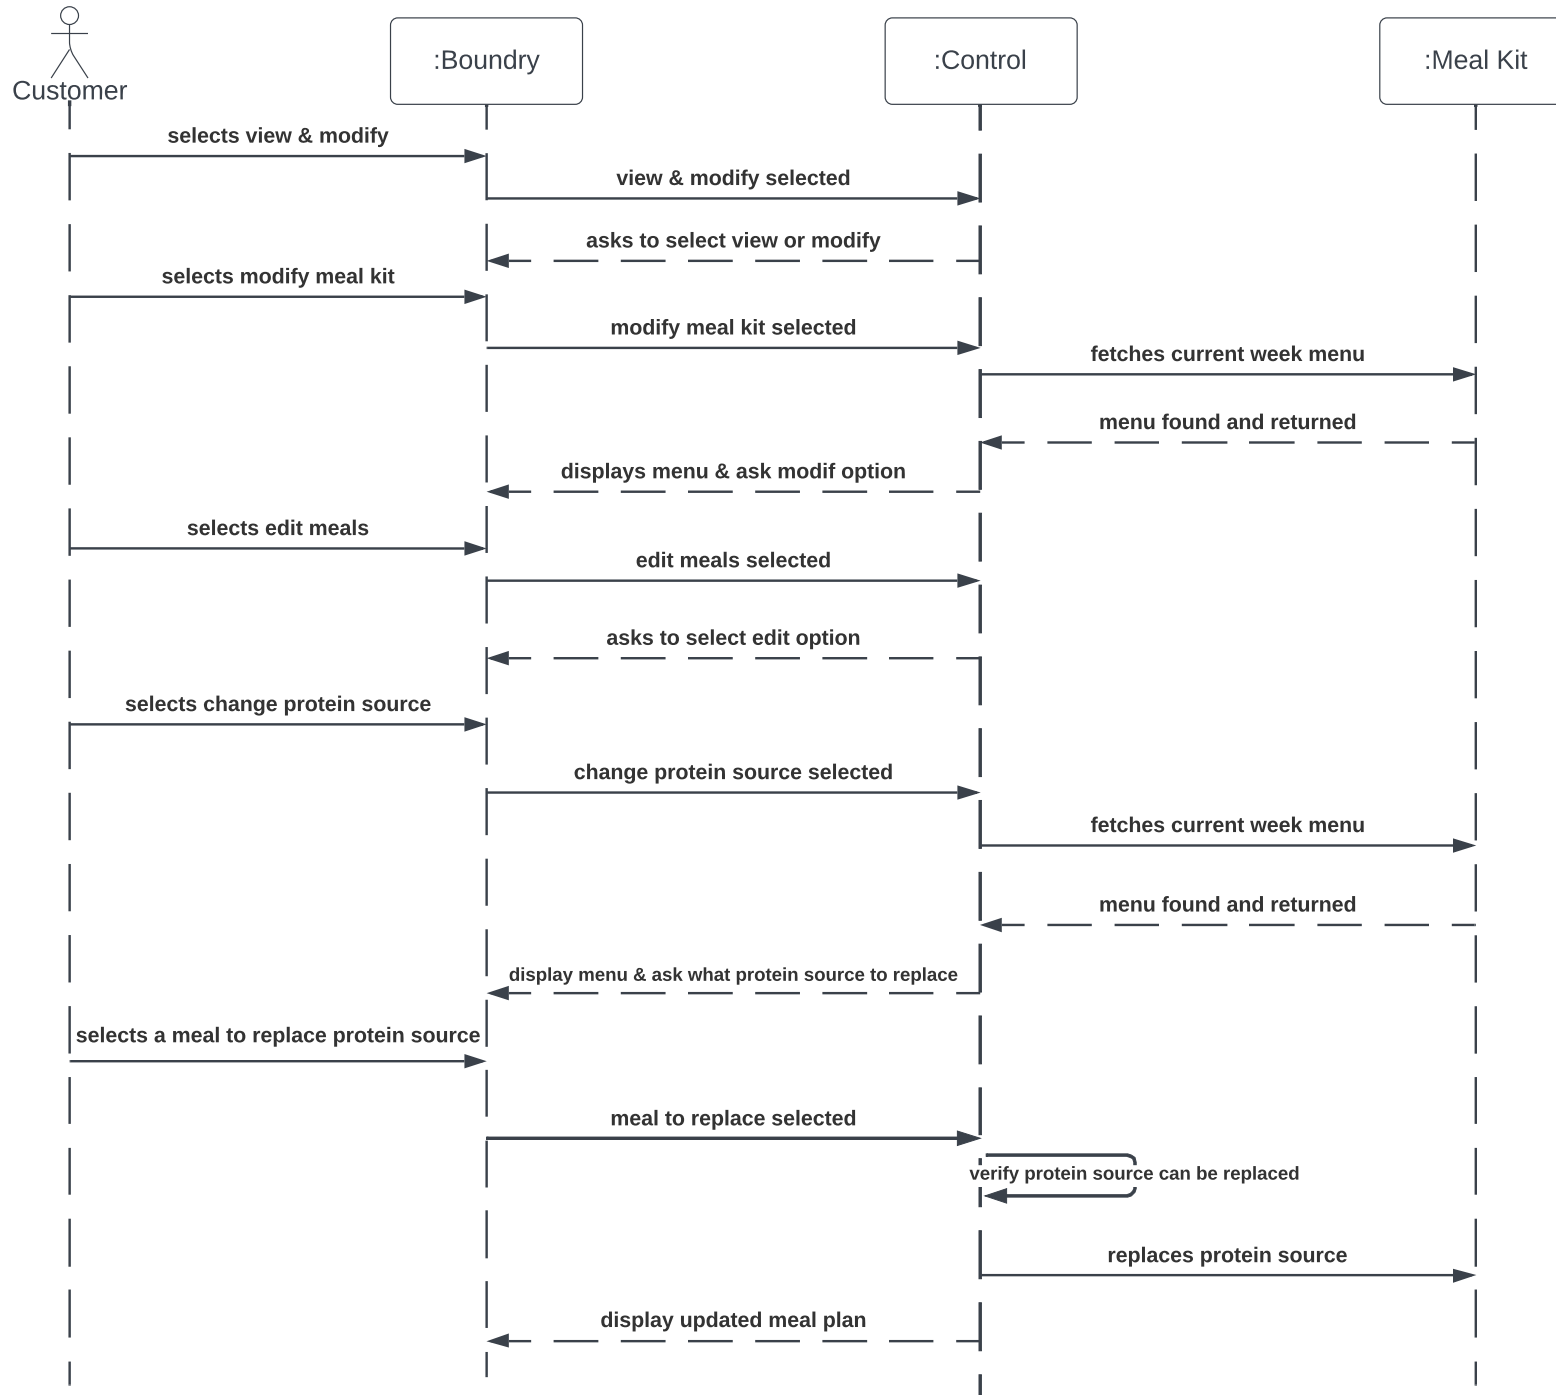 Customer
:Boundry
:Control
:Meal Kit
selects view & modify
view & modify selected
asks to select view or modify
selects modify meal kit
modify meal kit selected
fetches current week menu
menu found and returned
displays menu & ask modif option
selects edit meals
edit meals selected
asks to select edit option
selects change protein source
change protein source selected
fetches current week menu
menu found and returned
display menu & ask what protein source to replace
selects a meal to replace protein source
meal to replace selected
verify protein source can be replaced
replaces protein source
display updated meal plan